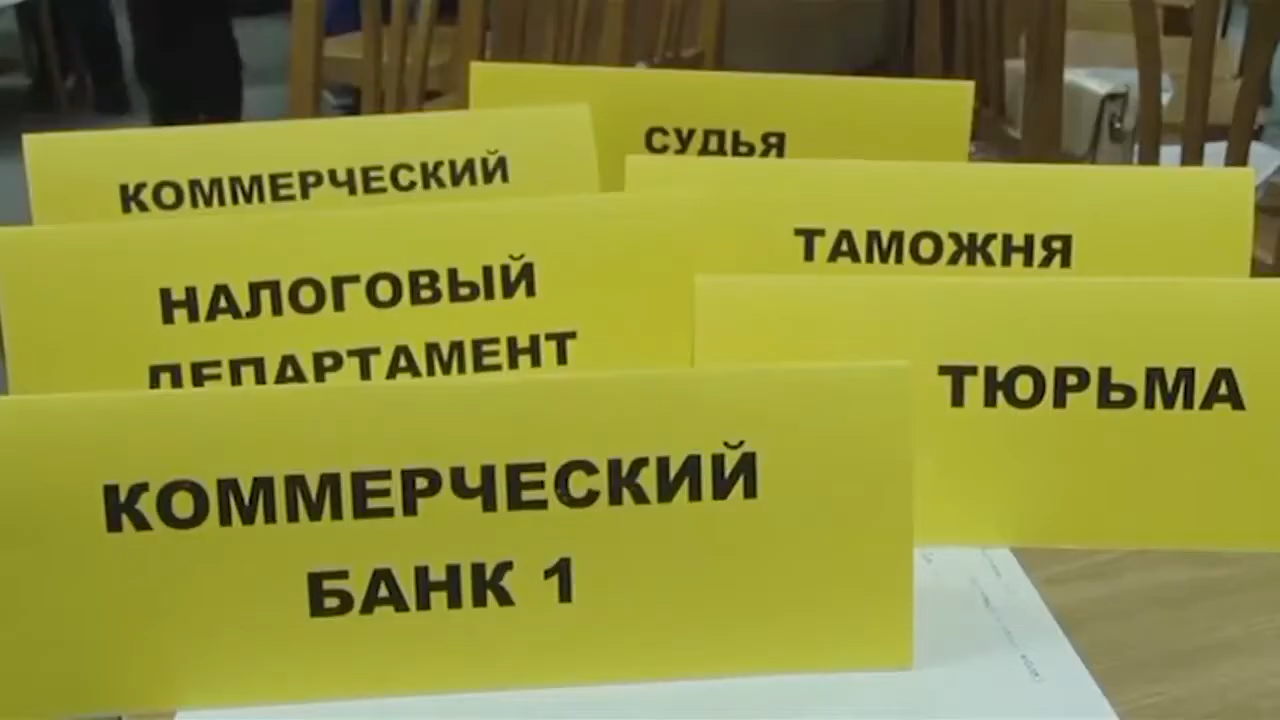 СУДЬЯ
КОММЕРЧЕСКИЙ
ТАМОЖНЯ
НАЛОГОВЫЙ
ДЕПАРТАМЕНТ
ТЮРЬМА
КОММЕРЧЕСКИЙ
БАНК 1